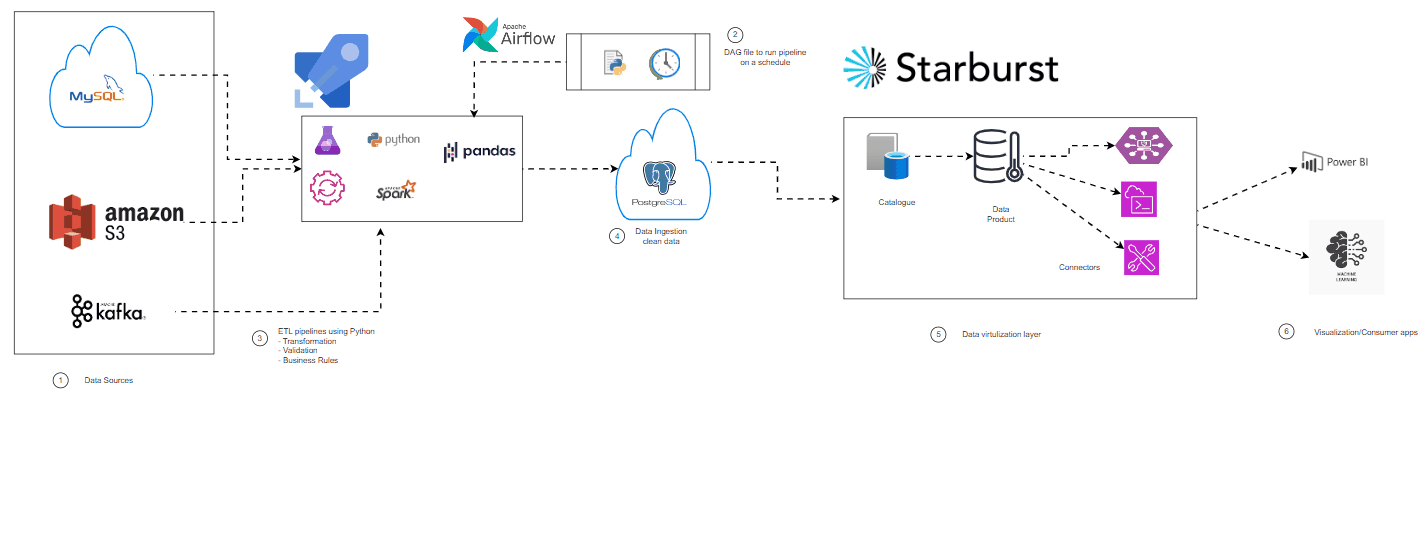 APACHE
Airflow
2
DAG file to run pipeline
on a schedule
Starburst
MySQL
python
pandas
APACHE
Spark
Power BI
PostgreSQL
amazon
S3
Catalogue
Data
Product
4
Data Ingestion
clean data
Connectors
MACHINE
LEARNING
kafka
3
ETL pipelines using Python
- Transformation
- Validation
- Business Rules
5
Data virtulization layer
6
Visualization/Consumer apps
1
Data Sources